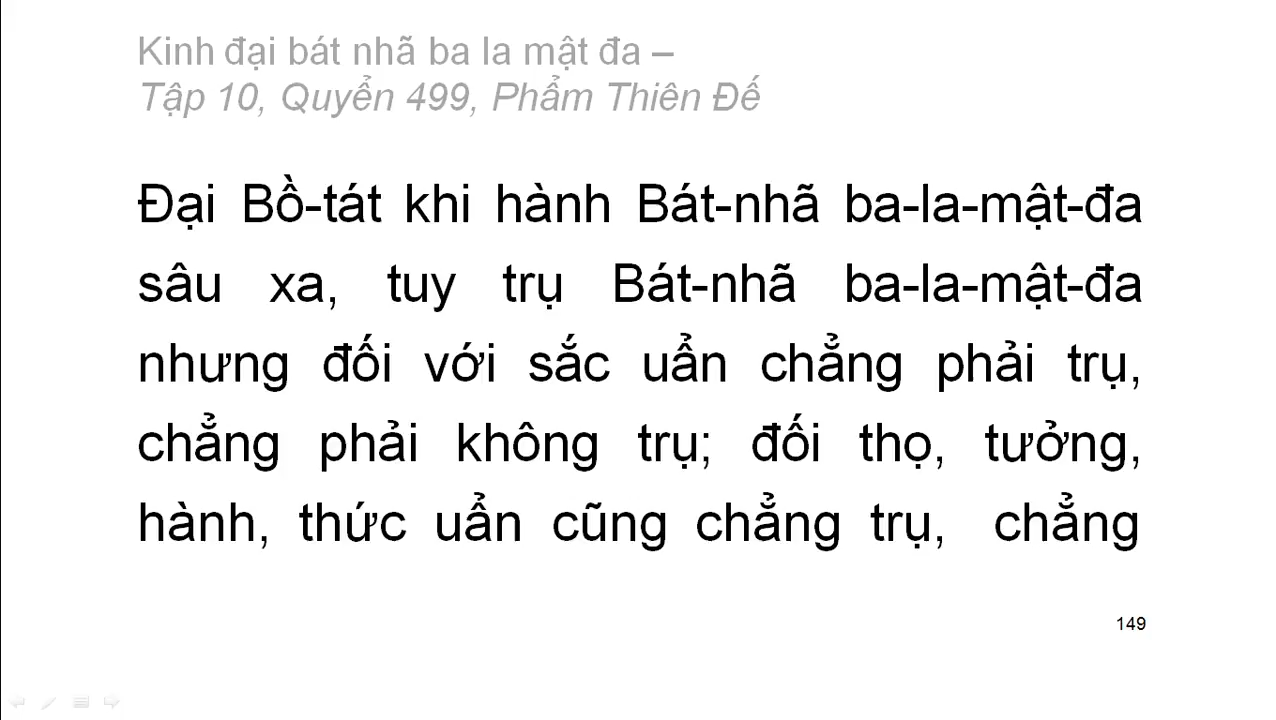 Kinh đại bát nhã ba la mật đa –
Tập 10, Quyển 499, Phẩm Thiên Đế
Đại Bồ-tát khi hành Bát-nhã ba-la-mật-đa
sâu xa, tuy trụ Bát-nhã ba-la-mật-đa
nhưng đối với sắc uẩn chẳng phải trụ,
chẳng phải không trụ; đối thọ, tưởng,
hành, thức uẩn cũng chẳng trụ, chẳng
149